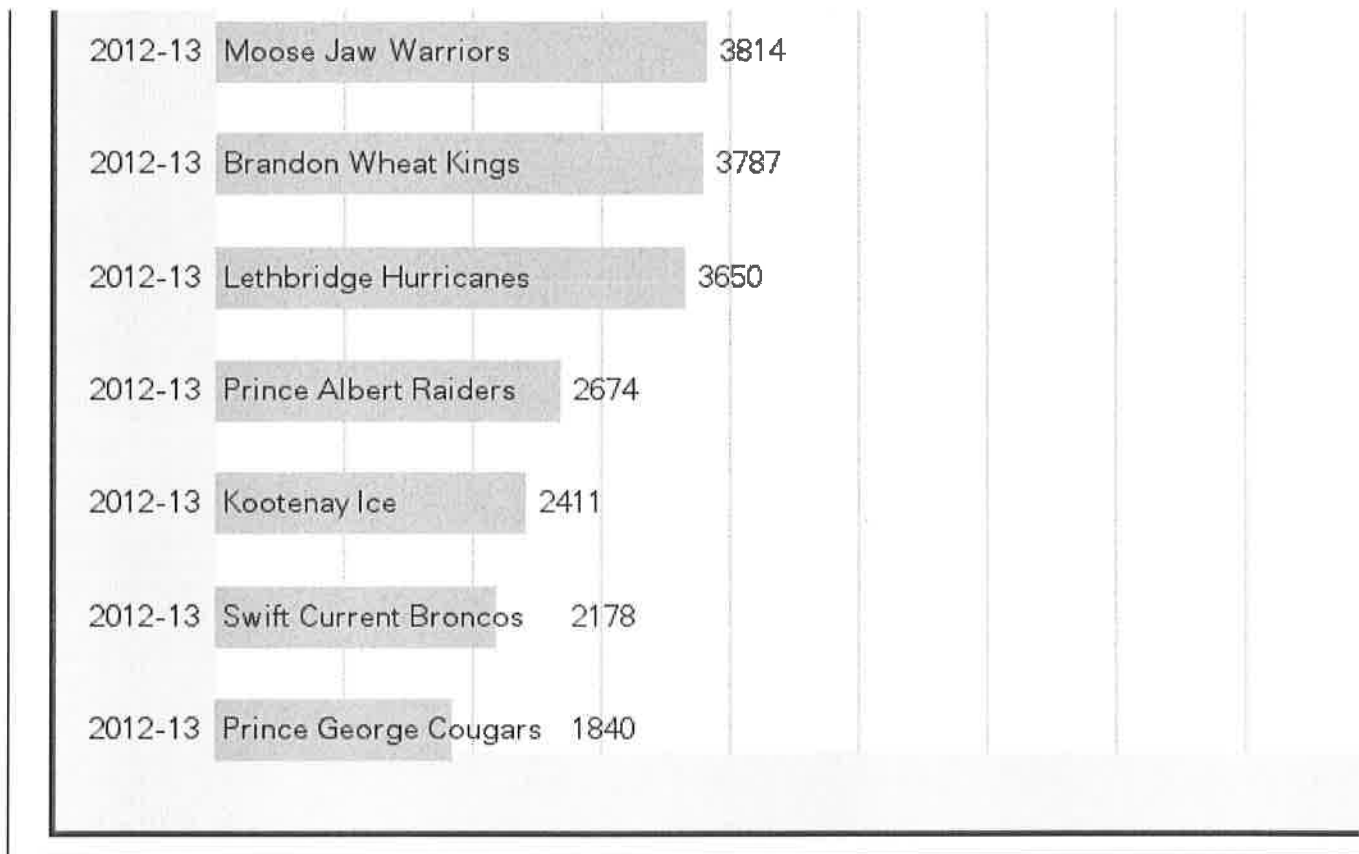 2012-13 Moose Jaw Warriors 3814
2012-13 Brandon Wheat Kings 3787
2012-13 Lethbridge Hurricanes 3650
2012-13 Prince Albert Raiders 2674
2012-13 Kootenay Ice 2411
2012-13 Swift Current Broncos 2178
2012-13 Prince George Cougars 1840